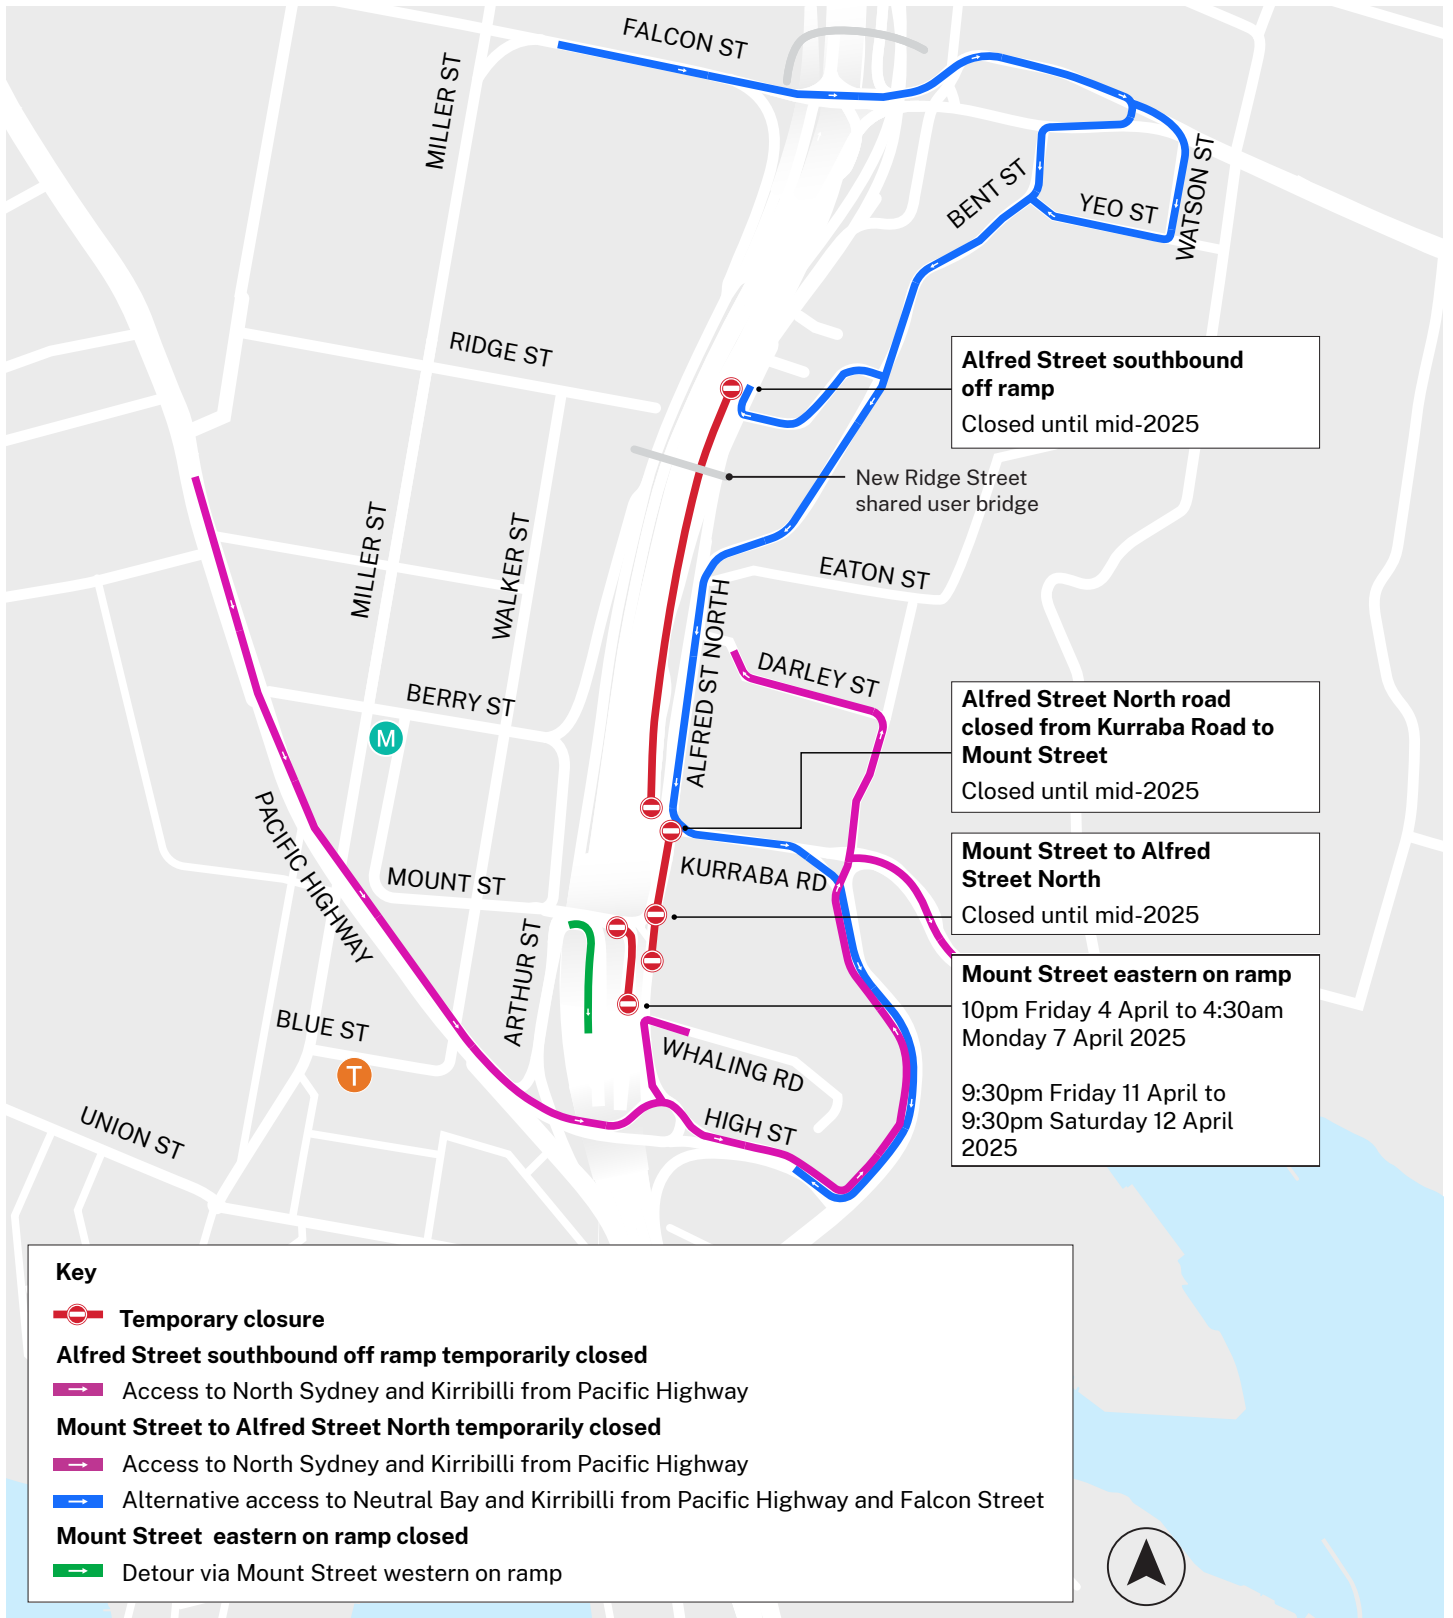 FALCON ST
MILLER ST
BENT ST
YEO ST
WATSON ST
RIDGE ST
Alfred Street southbound
off ramp
Closed until mid-2025
New Ridge Street
shared user bridge
MILLER ST
WALKER ST
EATON ST
ALFRED ST NORTH
DARLEY ST
BERRY ST
M
Alfred Street North road
closed from Kurraba Road to
Mount Street
Closed until mid-2025
PACIFIC HIGHWAY
MOUNT ST
KURRABA RD
Mount Street to Alfred
Street North
Closed until mid-2025
ARTHUR ST
Mount Street eastern on ramp
10pm Friday 4 April to 4:30am
Monday 7 April 2025
9:30pm Friday 11 April to
9:30pm Saturday 12 April
2025
BLUE ST
T
WHALING RD
UNION ST
HIGH ST
Key
Temporary closure
Alfred Street southbound off ramp temporarily closed
Access to North Sydney and Kirribilli from Pacific Highway
Mount Street to Alfred Street North temporarily closed
Access to North Sydney and Kirribilli from Pacific Highway
Alternative access to Neutral Bay and Kirribilli from Pacific Highway and Falcon Street
Mount Street  eastern on ramp closed
Detour via Mount Street western on ramp